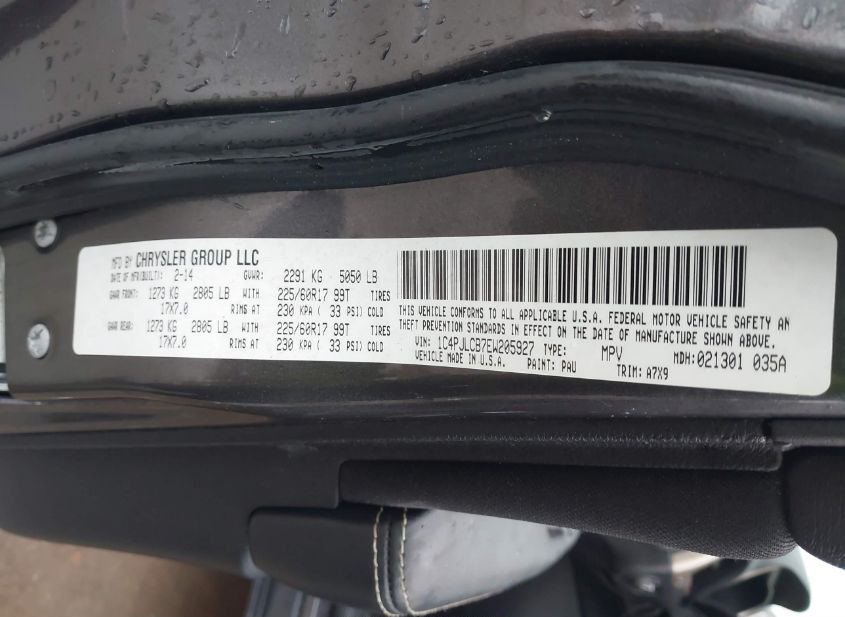 MFD BY CHRYSLER GROUP LLC
DATE OF MFR(BUILT): 2-14 GVWR: 2291 KG 5050 LB
GAWR FRONT: 1273 KG 2805 LB WITH 225/60R17 99T TIRES
17X7.0 RIMS AT 230 KPA ( 33 PSI) COLD
GAWR REAR: 1273 KG 2805 LB WITH 225/60R17 99T TIRES
17X7.0 RIMS AT 230 KPA ( 33 PSI) COLD
THIS VEHICLE CONFORMS TO ALL APPLICABLE U.S.A. FEDERAL MOTOR VEHICLE SAFETY AN
THEFT PREVENTION STANDARDS IN EFFECT ON THE DATE OF MANUFACTURE SHOWN ABOVE.
VIN: 1C4PJLCB7EW205927 TYPE: MPV MDH:021301 035A
VEHICLE MADE IN U.S.A. PAINT: PAU TRIM: A7X9